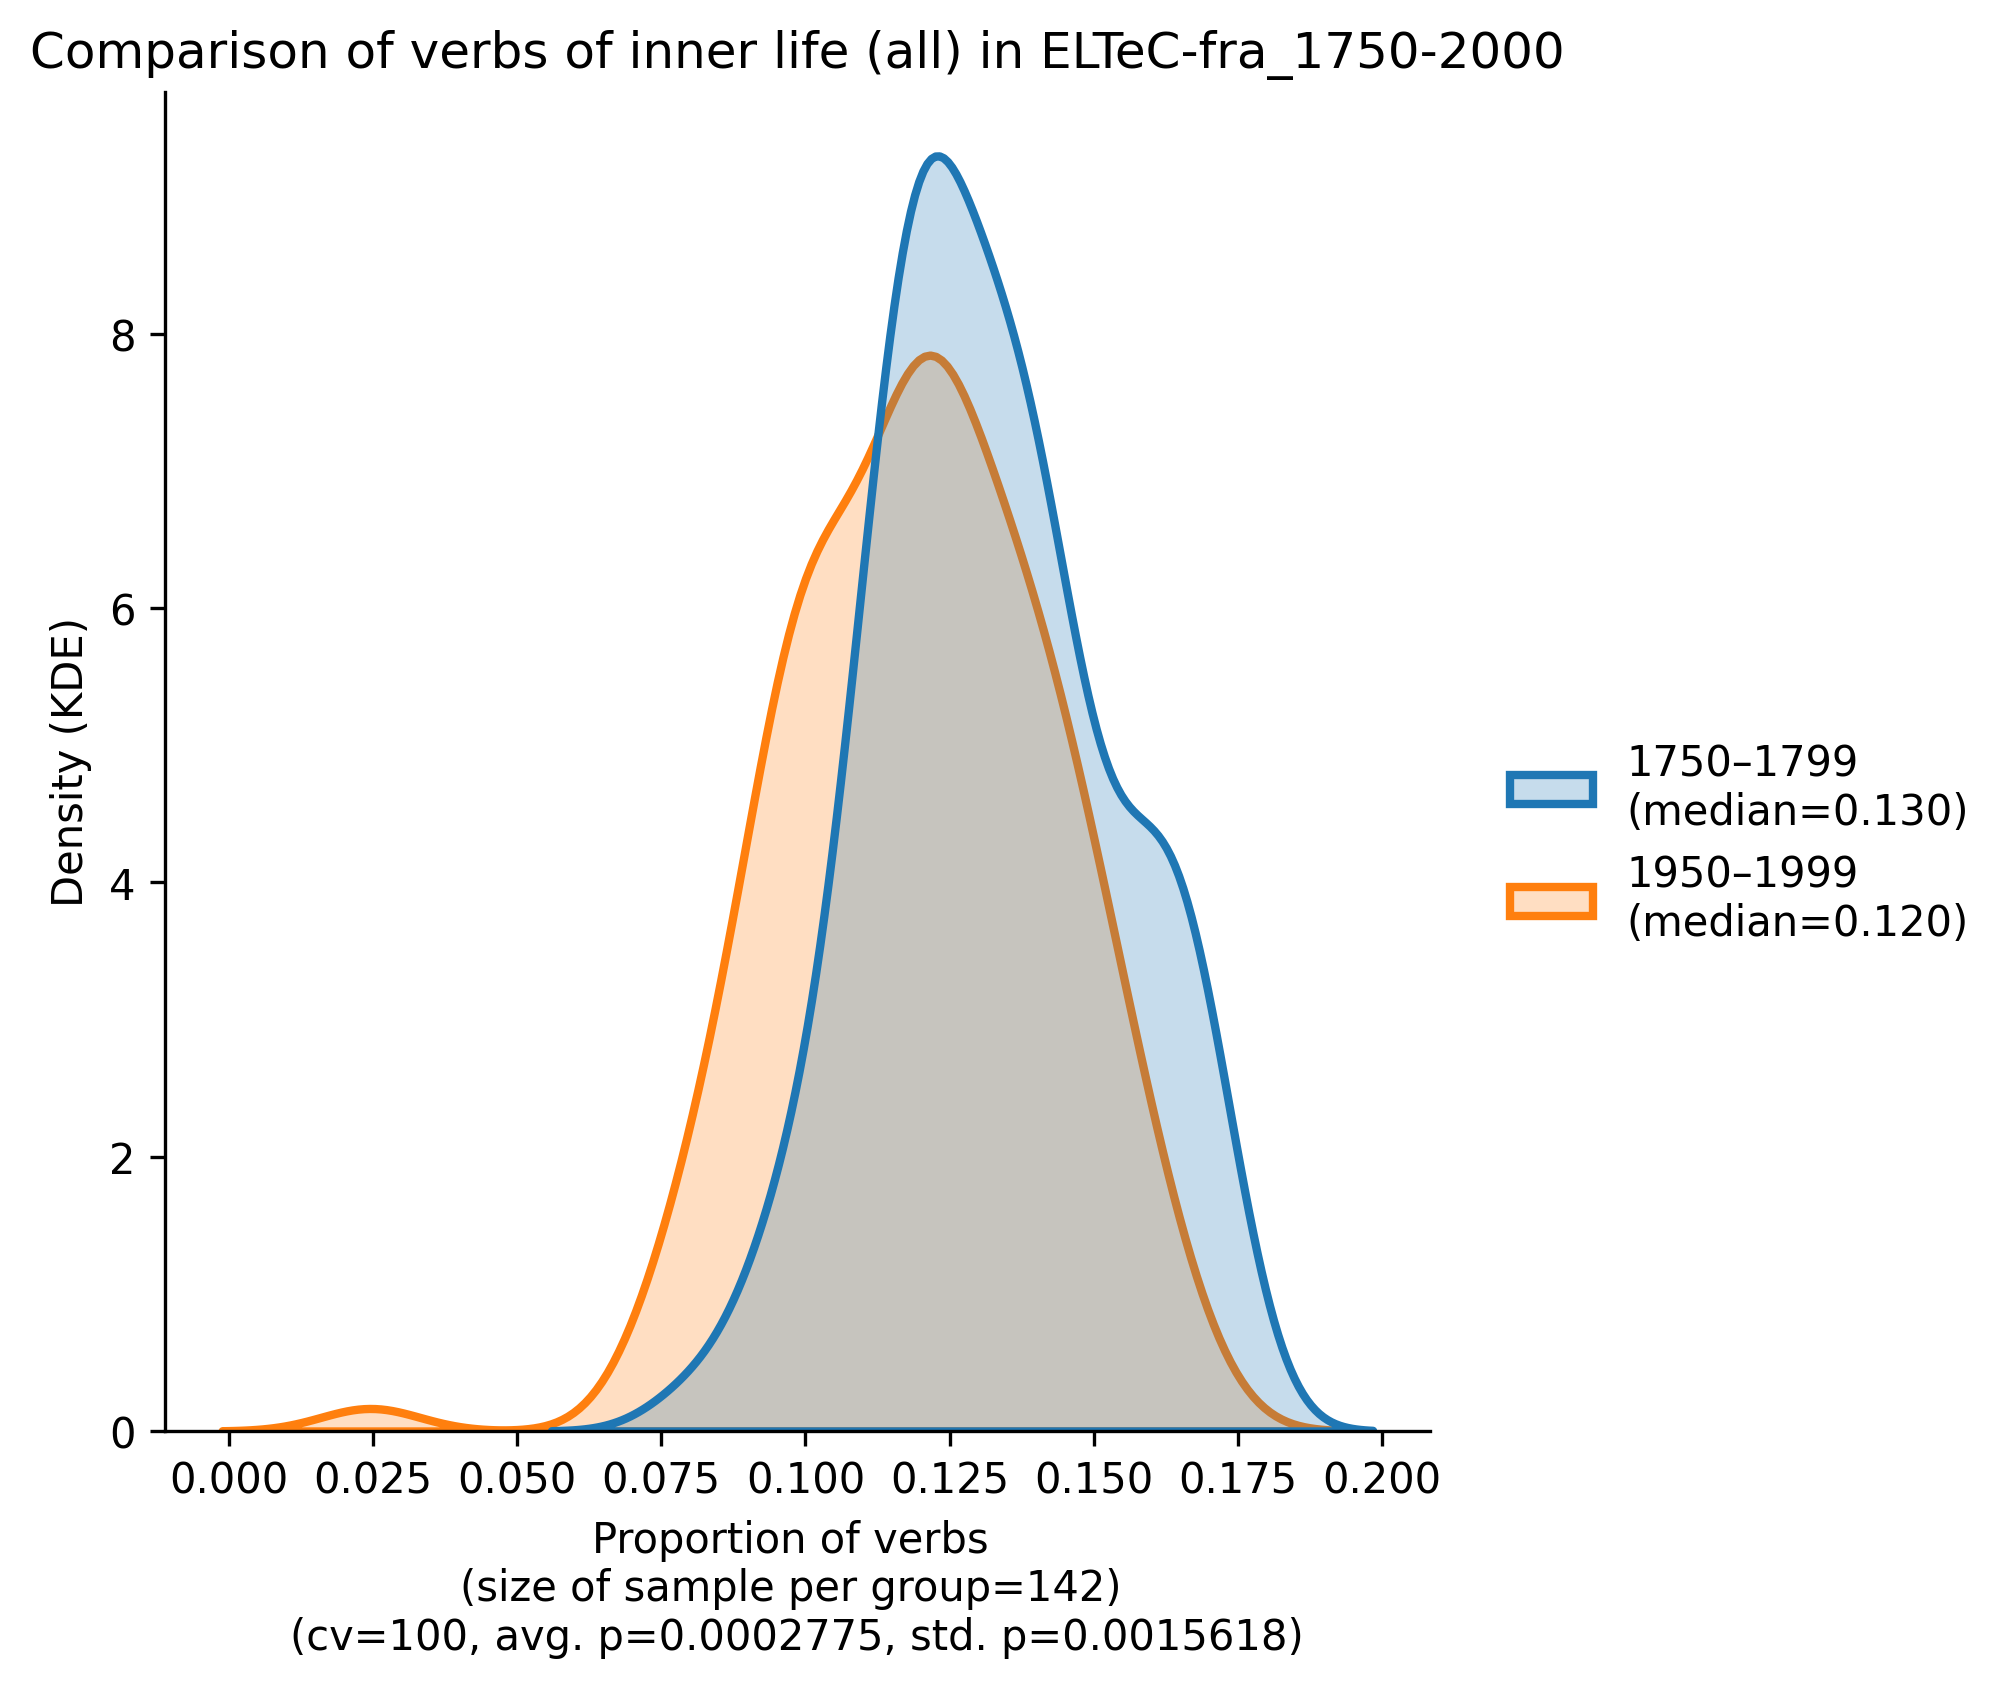 Comparison of verbs of inner life (all) in ELTeC-fra_1750-2000
Density (KDE)
8
6
4
2
0
0.000 0.025 0.050 0.075 0.100 0.125 0.150 0.175 0.200
Proportion of verbs
(size of sample per group=142)
(cv=100, avg. p=0.0002775, std. p=0.0015618)
1750–1799
(median=0.130)
1950–1999
(median=0.120)